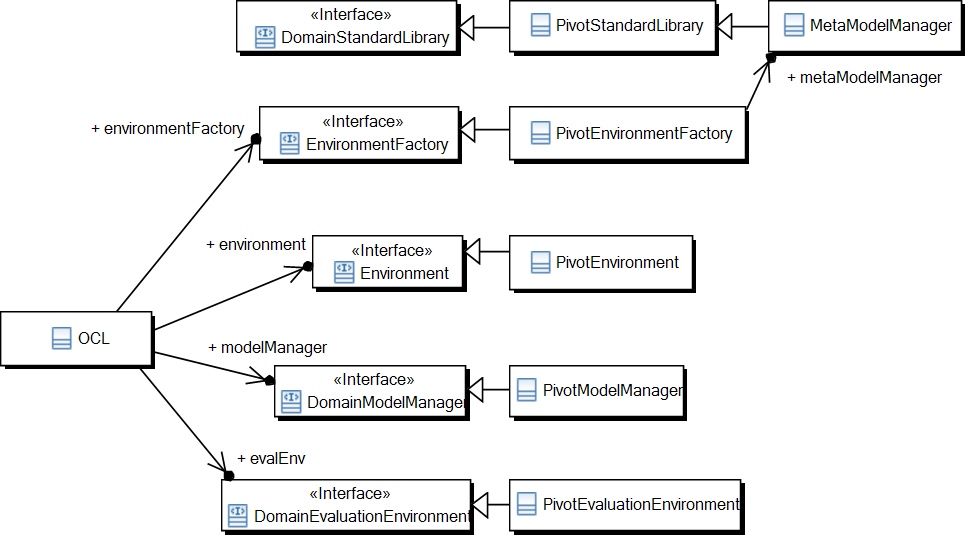 «Interface»
DomainStandardLibrary
PivotStandardLibrary
MetaModelManager
+ metaModelManager
+ environmentFactory
«Interface»
EnvironmentFactory
PivotEnvironmentFactory
+ environment
«Interface»
Environment
PivotEnvironment
OCL
+ modelManager
«Interface»
DomainModelManager
PivotModelManager
+ evalEnv
«Interface»
DomainEvaluationEnvironment
PivotEvaluationEnvironment